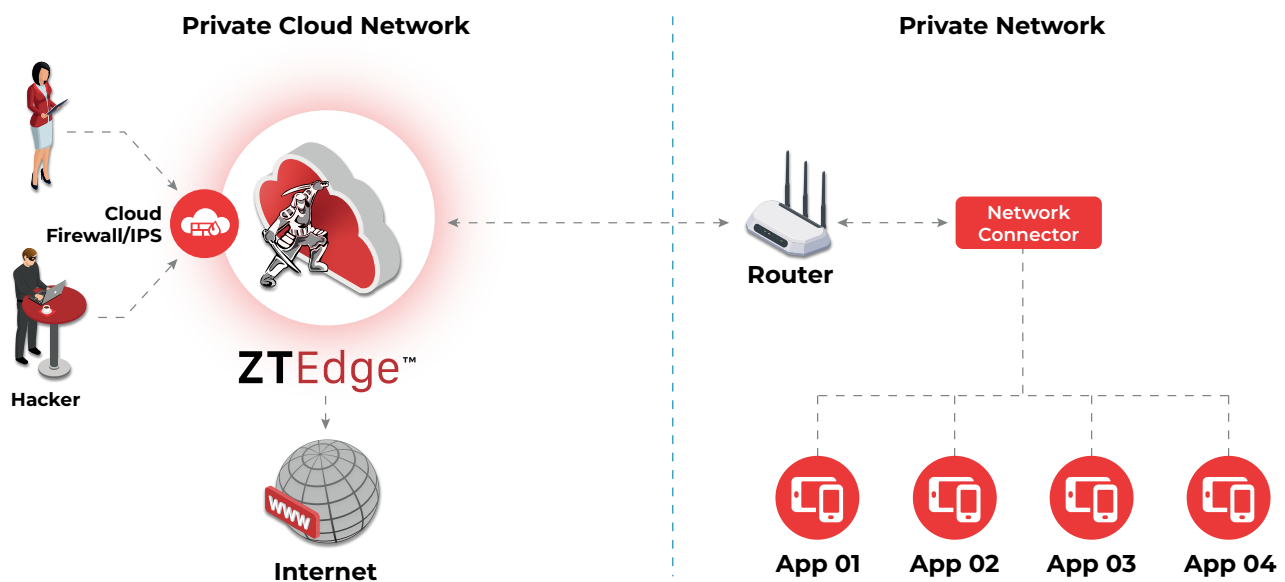 Private Cloud Network
Private Network
Cloud
Firewall/IPS
Network
Connector
Router
ZTEdge™
Hacker
WWW
Internet
App 01
App 02
App 03
App 04